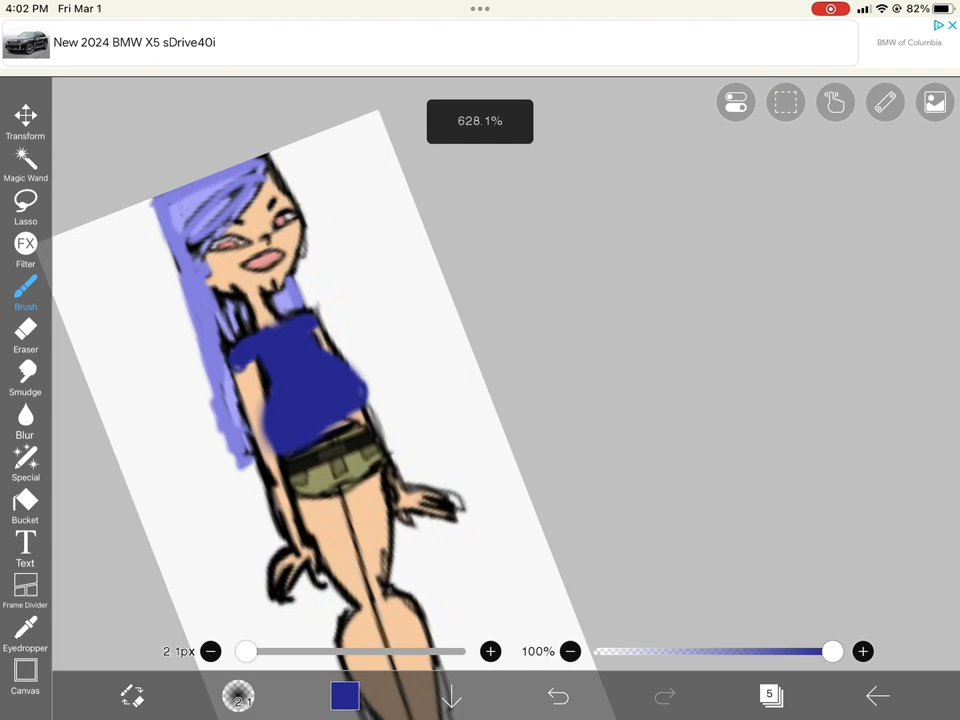 4:02 PM Fri Mar 1
82%
New 2024 BMW X5 sDrive40i
BMW of Columbia
628.1%
Transform
Magic Wand
Lasso
FX
Filter
Brush
Eraser
Smudge
Blur
Special
Bucket
T
Text
Frame Divider
Eyedropper
Canvas
2.1px
100%
2.1
5